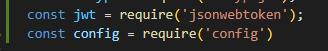 const jwt = require('jsonwebtoken');
const config = require('config')